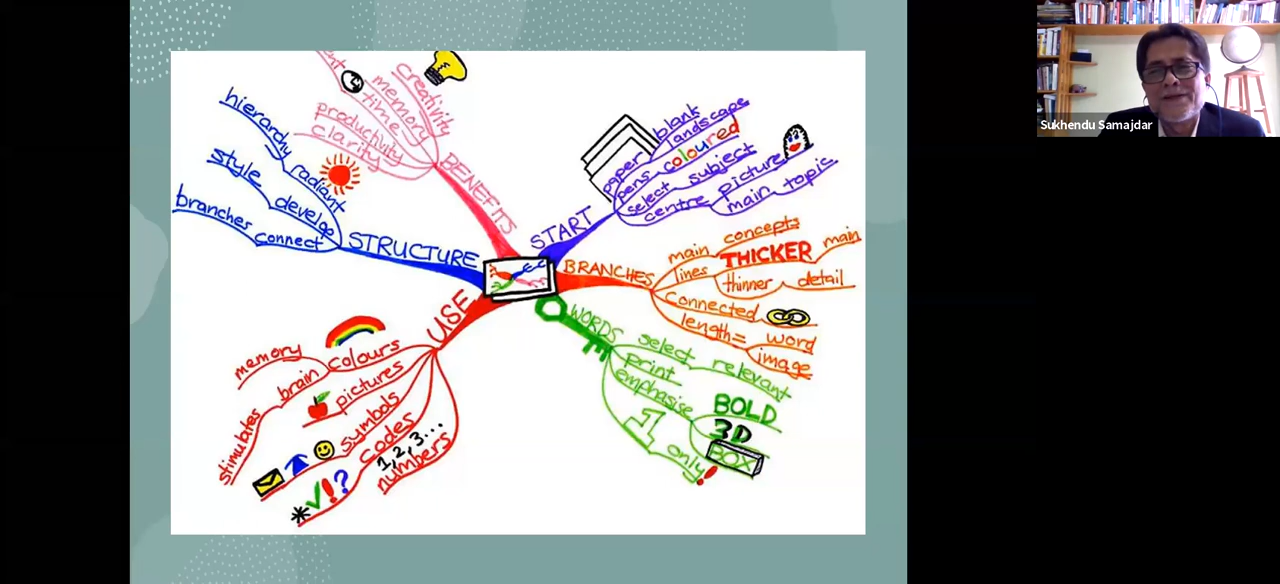 Sukhendu Samajdar
creativity
memory
time
productivity
clarity
BENEFITS
hierarchy
radiant
style
develop
branches
connect
STRUCTURE
START
paper
blank
landscape
pens coloured
select subject
centre picture
main topic
BRANCHES
main concepts
lines THICKER main
thinner detail
connected
length = word
image
KEY WORDS
select relevant
print
emphasise
BOLD
3D
BOX
1 only!
USE
colours
memory
brain
stimulates
pictures
symbols
codes
*✓!?
1,2,3...
numbers